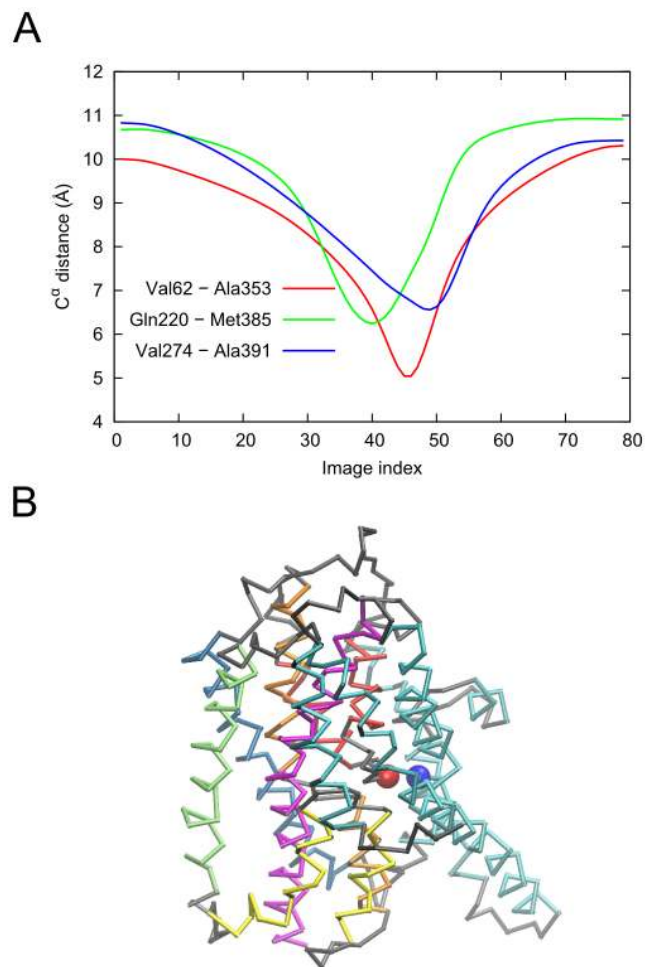 A
12
11
10
9
8
7
6
5
4
Cα distance (Å)
Val62 − Ala353
Gln220 − Met385
Val274 − Ala391
0 10 20 30 40 50 60 70 80
Image index
B